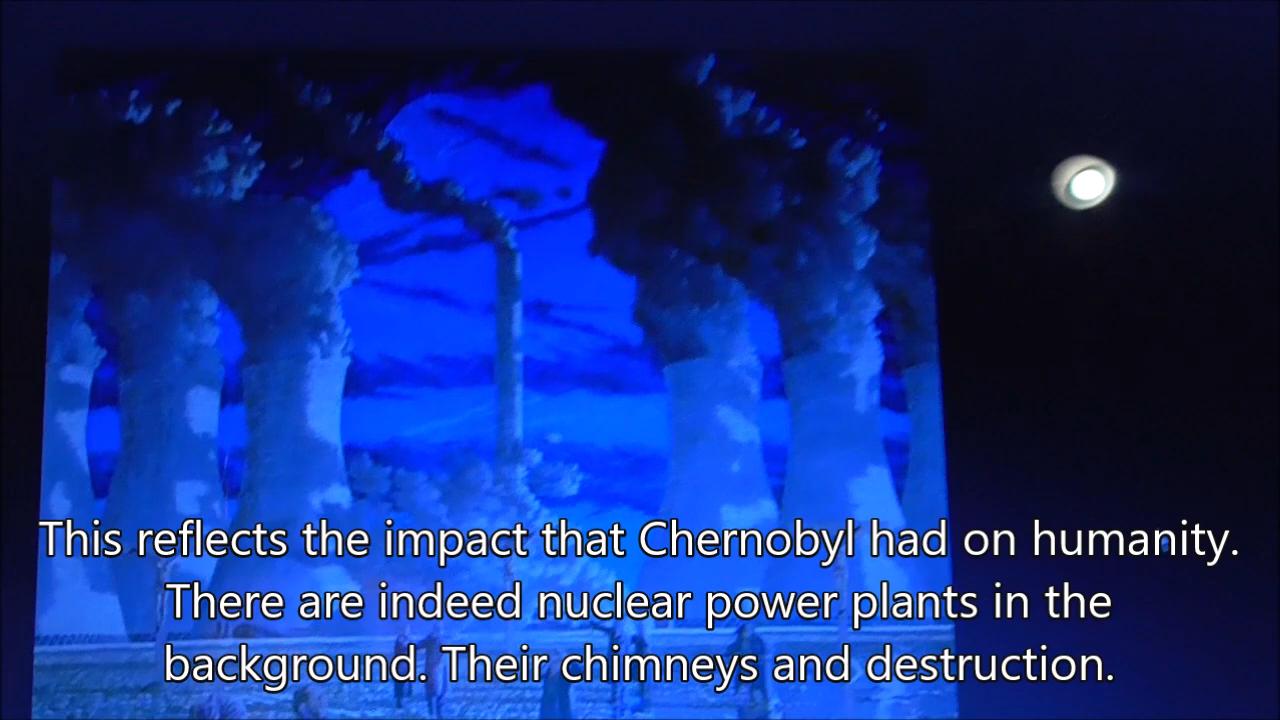 This reflects the impact that Chernobyl had on humanity.
There are indeed nuclear power plants in the
background. Their chimneys and destruction.